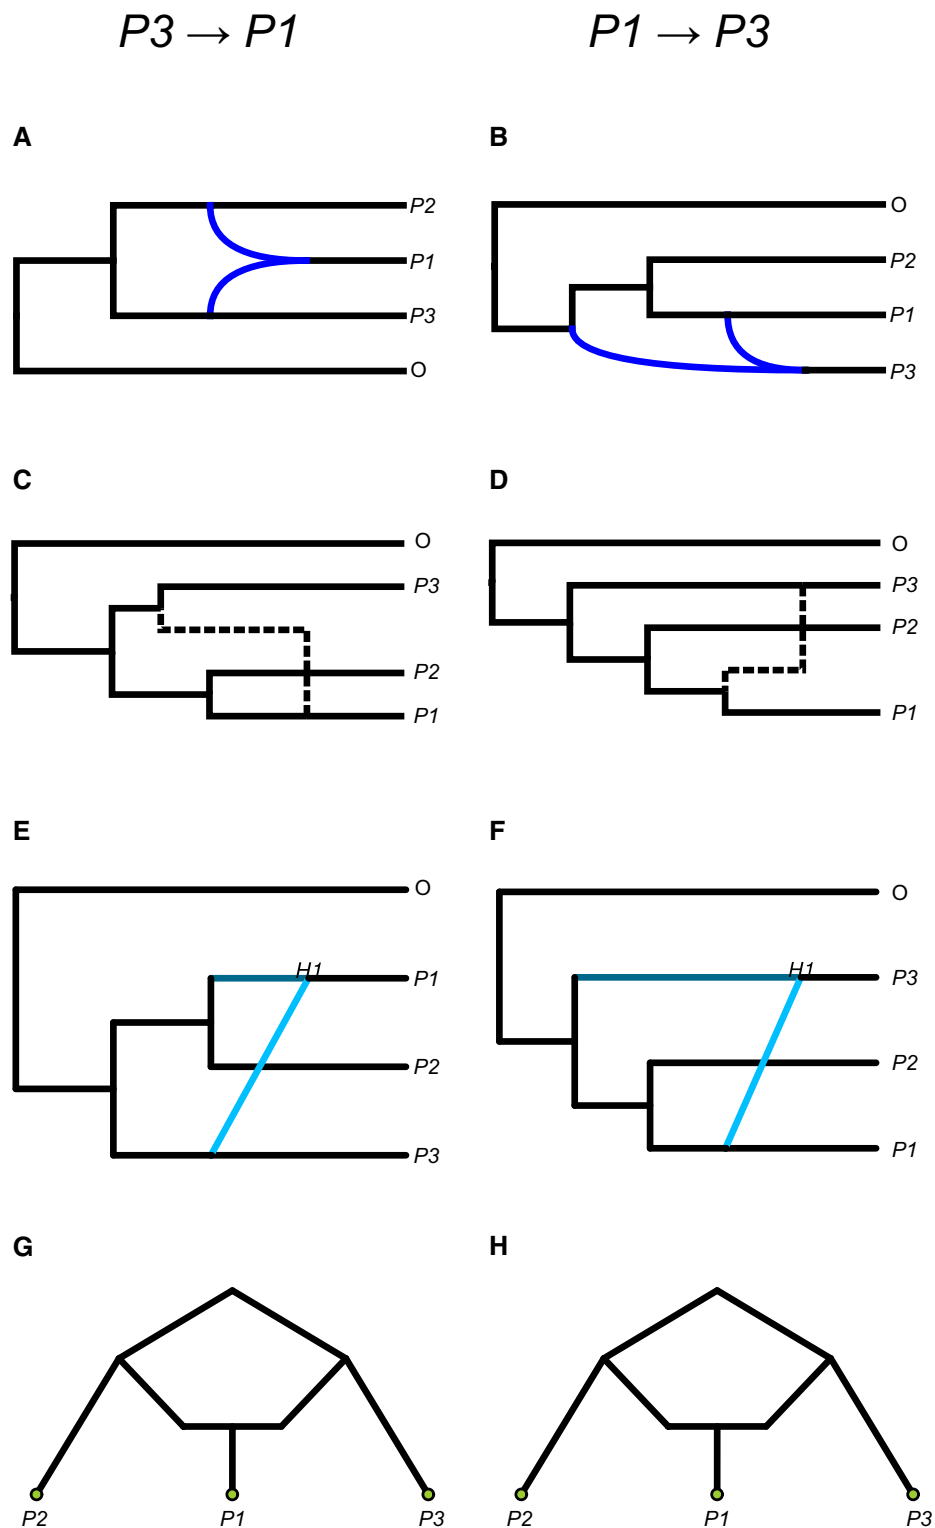 P3 → P1 P1 → P3
A B
P2 O
P1 P2
P3 P1
O P3
C D
O O
P3 P3
P2 P2
P1 P1
E F
O O
H1 P1 H1 P3
P2 P2
P3 P1
G H
P2 P1 P3 P2 P1 P3